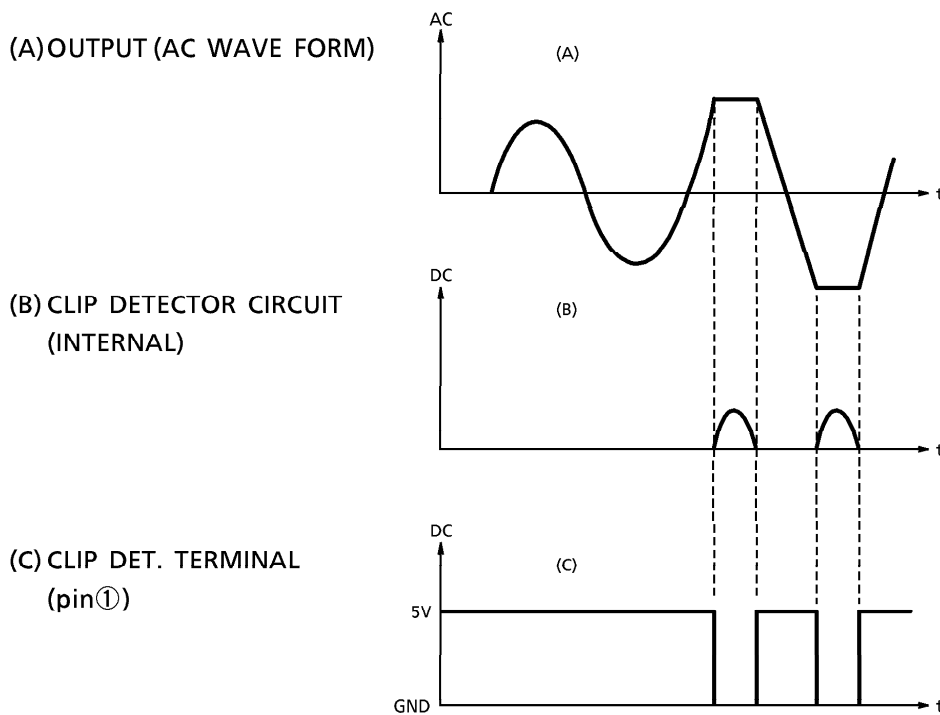 (A) OUTPUT (AC WAVE FORM)
AC
(A)
t
(B) CLIP DETECTOR CIRCUIT
(INTERNAL)
DC
(B)
t
(C) CLIP DET. TERMINAL
(pin①)
DC
(C)
5V
GND
t